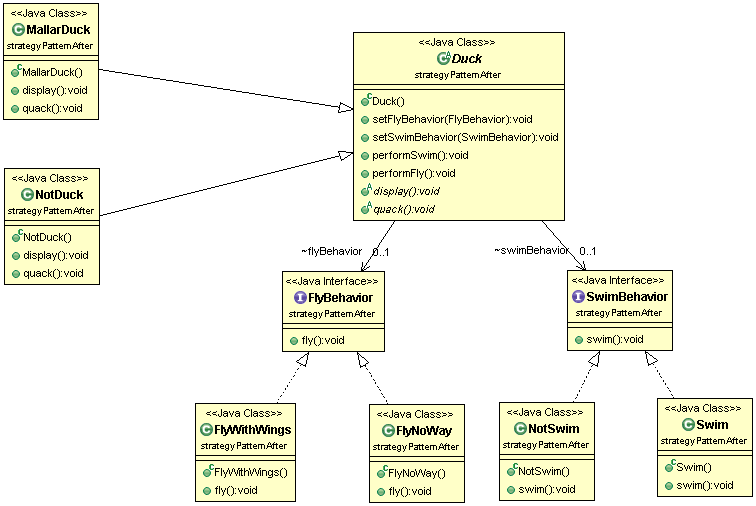 <<Java Class>>
MallarDuck
strategyPatternAfter
MallarDuck()
display():void
quack():void
<<Java Class>>
Duck
strategyPatternAfter
Duck()
setFlyBehavior(FlyBehavior):void
setSwimBehavior(SwimBehavior):void
performSwim():void
performFly():void
display():void
quack():void
<<Java Class>>
NotDuck
strategyPatternAfter
NotDuck()
display():void
quack():void
~flyBehavior 0..1
~swimBehavior 0..1
<<Java Interface>>
FlyBehavior
strategyPatternAfter
fly():void
<<Java Interface>>
SwimBehavior
strategyPatternAfter
swim():void
<<Java Class>>
FlyWithWings
strategyPatternAfter
FlyWithWings()
fly():void
<<Java Class>>
FlyNoWay
strategyPatternAfter
FlyNoWay()
fly():void
<<Java Class>>
NotSwim
strategyPatternAfter
NotSwim()
swim():void
<<Java Class>>
Swim
strategyPatternAfter
Swim()
swim():void